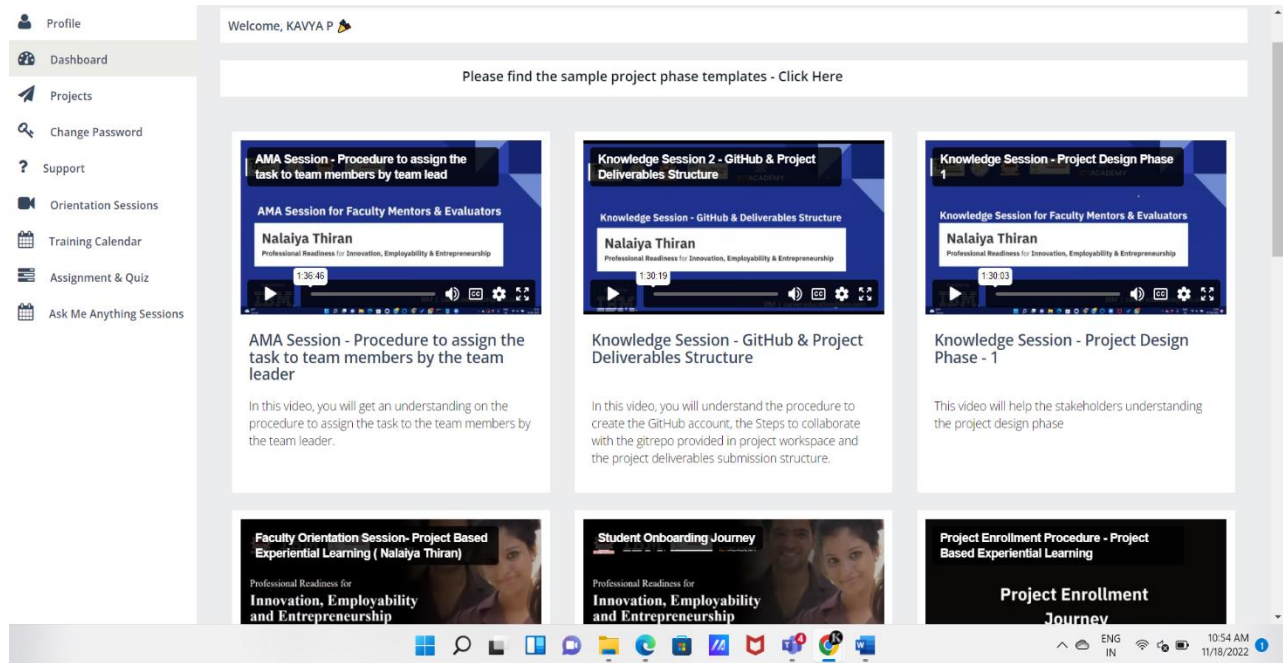 Profile
Dashboard
Projects
Change Password
Support
Orientation Sessions
Training Calendar
Assignment & Quiz
Ask Me Anything Sessions
Welcome, KAVYA P
Please find the sample project phase templates - Click Here
AMA Session - Procedure to assign the
task to team members by team lead
AMA Session for Faculty Mentors & Evaluators
Nalaiya Thiran
Professional Readiness for Innovation, Employability & Entrepreneurship
1:36:46
AMA Session - Procedure to assign the
task to team members by the team
leader
In this video, you will get an understanding on the
procedure to assign the task to the team members by
the team leader.
Knowledge Session 2 - GitHub & Project
Deliverables Structure
ICTACADEMY
Knowledge Session - GitHub & Deliverables Structure
Nalaiya Thiran
Professional Readiness for Innovation, Employability & Entrepreneurship
1:30:19
CC
IBM
Knowledge Session - GitHub & Project
Deliverables Structure
In this video, you will understand the procedure to
create the GitHub account, the Steps to collaborate
with the gitrepo provided in project workspace and
the project deliverables submission structure.
Knowledge Session - Project Design Phase
1
Knowledge Session for Faculty Mentors & Evaluators
Nalaiya Thiran
Professional Readiness for Innovation, Employability & Entrepreneurship
1:30:03
CC
IBM
Knowledge Session - Project Design
Phase - 1
This video will help the stakeholders understanding
the project design phase
Faculty Orientation Session- Project Based
Experiential Learning ( Nalaiya Thiran)
Professional Readiness for
Innovation, Employability
and Entrepreneurship
Student Onboarding Journey
Professional Readiness for
Innovation, Employability
and Entrepreneurship
Project Enrollment Procedure - Project
Based Experiential Learning
Project Enrollment
Journey
ENG
IN
10:54 AM
11/18/2022
1